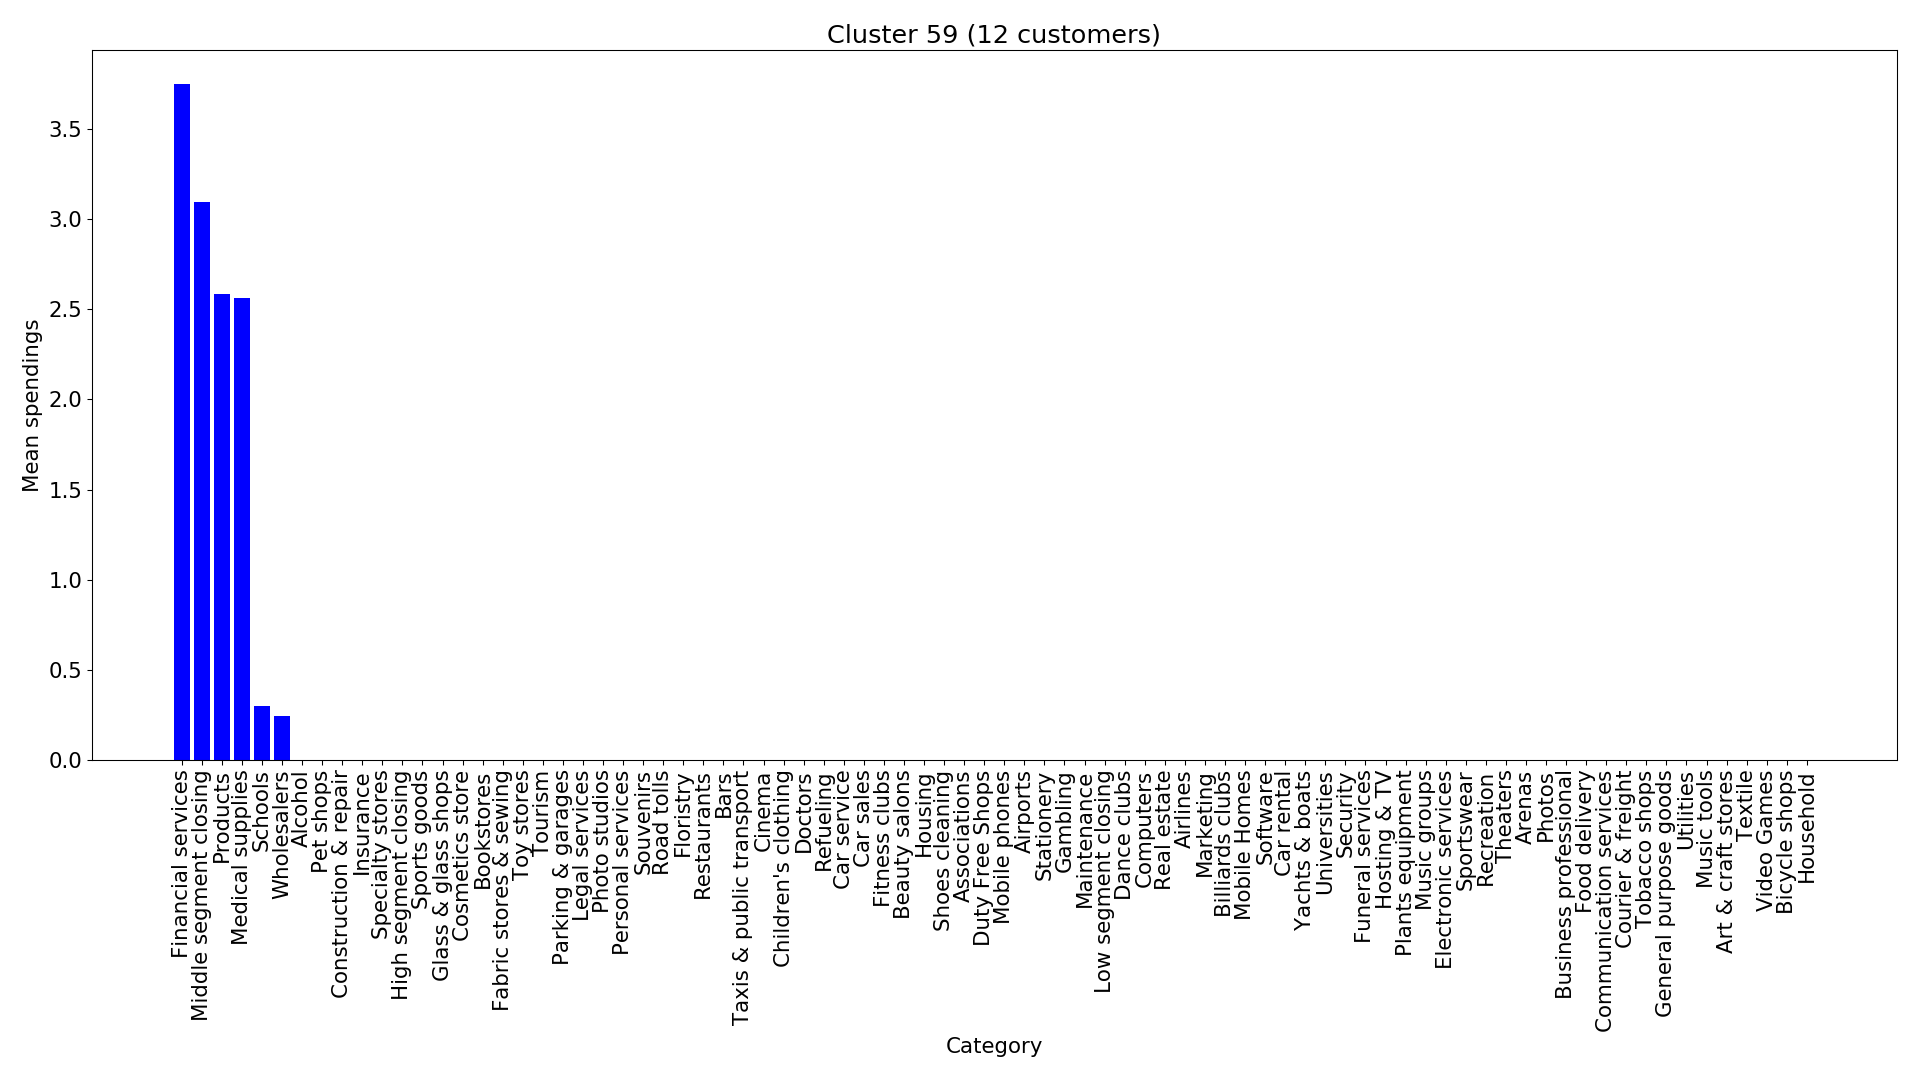 Cluster 59 (12 customers)
Mean spendings
3.5
3.0
2.5
2.0
1.5
1.0
0.5
0.0
Financial services
Middle segment closing
Products
Medical supplies
Schools
Wholesalers
Alcohol
Pet shops
Construction & repair
Insurance
Specialty stores
High segment closing
Sports goods
Glass & glass shops
Cosmetics store
Bookstores
Fabric stores & sewing
Toy stores
Tourism
Parking & garages
Legal services
Photo studios
Personal services
Souvenirs
Road tolls
Floristry
Restaurants
Bars
Taxis & public transport
Cinema
Children's clothing
Doctors
Refueling
Car service
Car sales
Fitness clubs
Beauty salons
Housing
Shoes cleaning
Associations
Duty Free Shops
Mobile phones
Airports
Stationery
Gambling
Maintenance
Low segment closing
Dance clubs
Computers
Real estate
Airlines
Marketing
Billiards clubs
Mobile Homes
Software
Car rental
Yachts & boats
Universities
Security
Funeral services
Hosting & TV
Plants equipment
Music groups
Electronic services
Sportswear
Recreation
Theaters
Arenas
Photos
Business professional
Food delivery
Communication services
Courier & freight
Tobacco shops
General purpose goods
Utilities
Music tools
Art & craft stores
Textile
Video Games
Bicycle shops
Household
Category